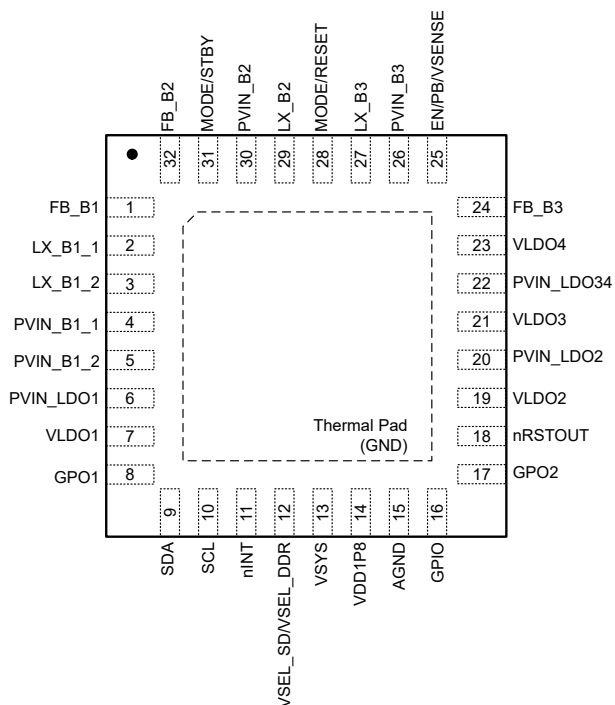 FB_B2
MODE/STBY
PVIN_B2
LX_B2
MODE/RESET
LX_B3
PVIN_B3
EN/PB/VSENSE
32
31
30
29
28
27
26
25
FB_B1 1
LX_B1_1 2
LX_B1_2 3
PVIN_B1_1 4
PVIN_B1_2 5
PVIN_LDO1 6
VLDO1 7
GPO1 8
24 FB_B3
23 VLDO4
22 PVIN_LDO34
21 VLDO3
20 PVIN_LDO2
19 VLDO2
18 nRSTOUT
17 GPO2
Thermal Pad
(GND)
9
10
11
12
13
14
15
16
SDA
SCL
nINT
VSEL_SD/VSEL_DDR
VSYS
VDD1P8
AGND
GPIO